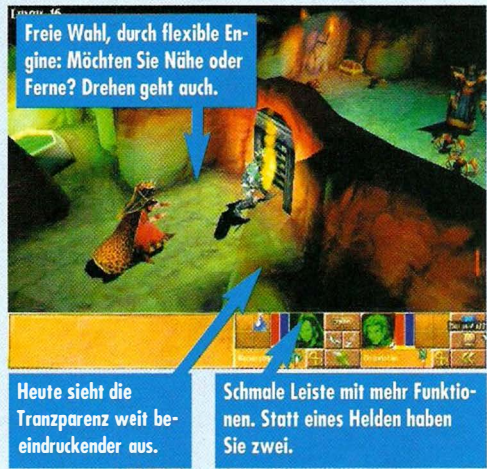 Freie Wahl, durch flexible En-
gine: Möchten Sie Nähe oder
Ferne? Drehen geht auch.
Heute sieht die
Tranzparenz weit be-
eindruckender aus.
Schmale Leiste mit mehr Funktio-
nen. Statt eines Helden haben
Sie zwei.